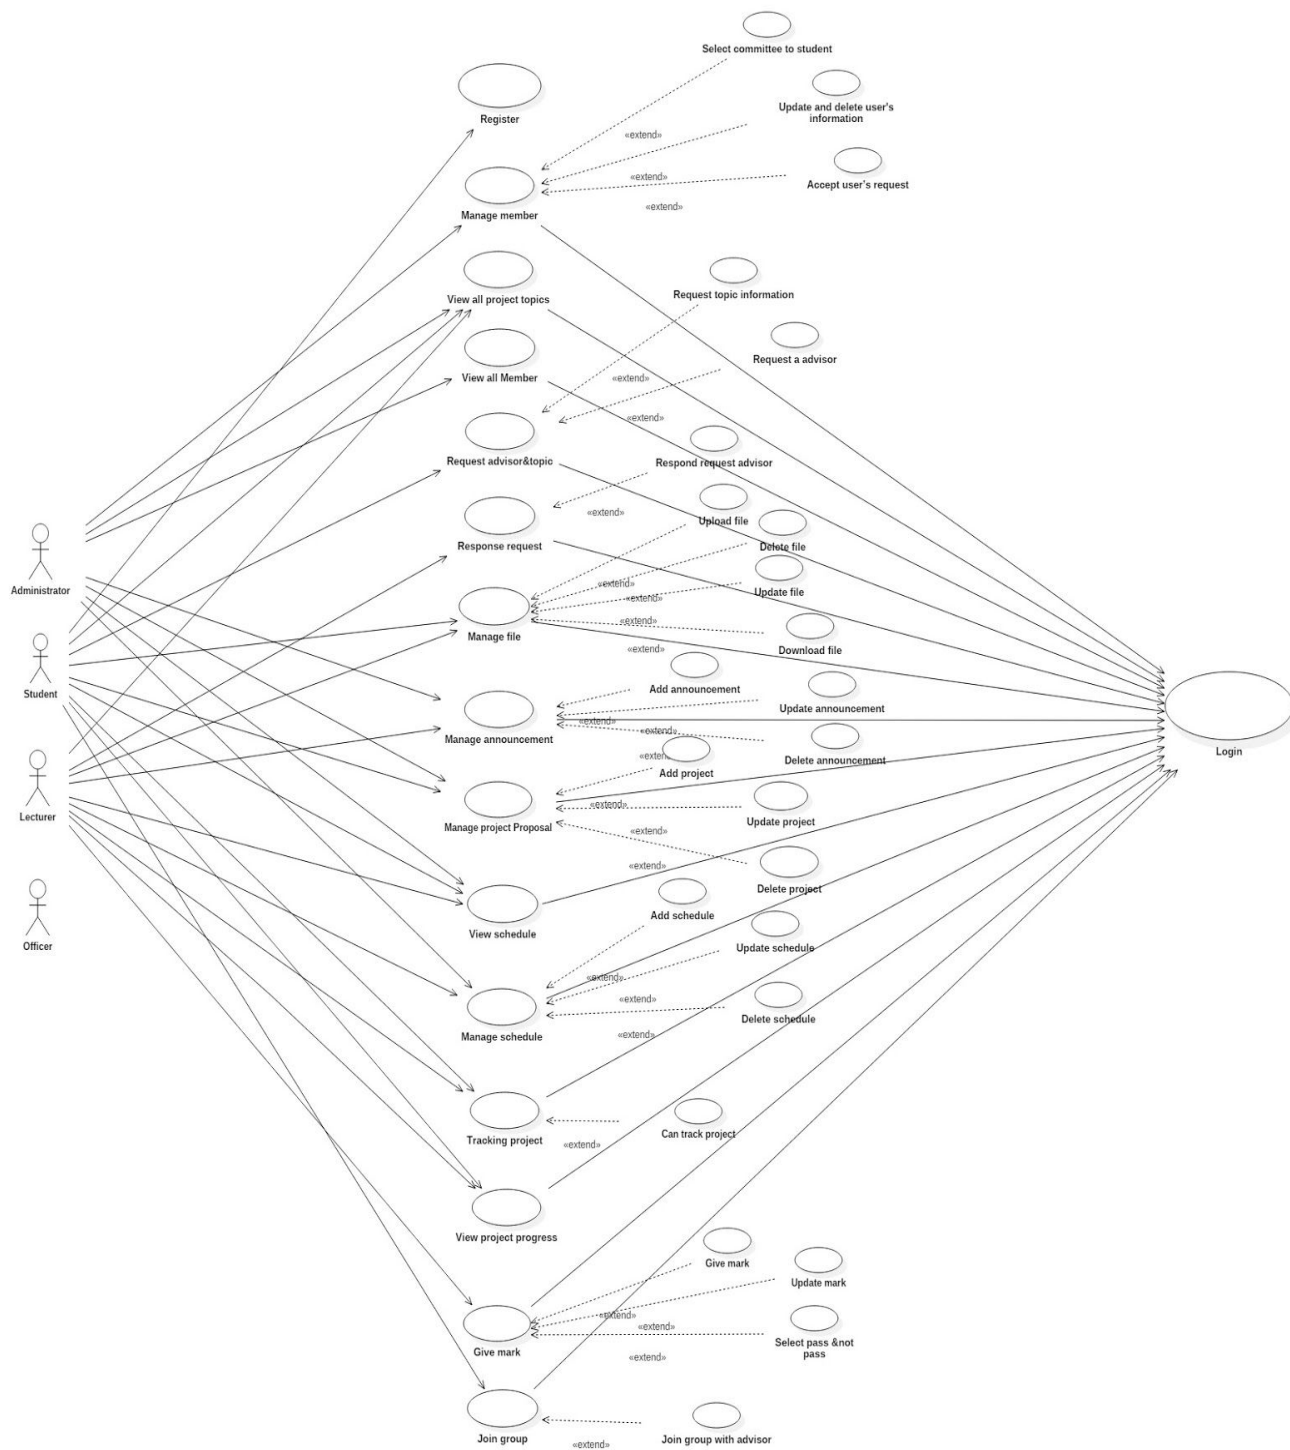 Select committee to student
Register
Update and delete user's
information
«extend»
«extend»
Accept user's request
«extend»
Manage member
View all project topics
Request topic information
View all Member
Request a advisor
«extend»
«extend»
Request advisor&topic
Respond request advisor
«extend»
Upload file
Response request
Delete file
«extend»
Update file
«extend»
Administrator
«extend»
Manage file
Download file
«extend»
Student
Add announcement
Update announcement
«extend»
«extend»
Manage announcement
Login
«extend»
Delete announcement
Add project
«extend»
Lecturer
Update project
Manage project Proposal
«extend»
«extend»
Delete project
Add schedule
View schedule
Officer
Update schedule
«extend»
«extend»
Delete schedule
Manage schedule
«extend»
Can track project
Tracking project
«extend»
View project progress
Give mark
Update mark
«extend»
«extend»
Select pass &not
pass
Give mark
«extend»
Join group
Join group with advisor
«extend»